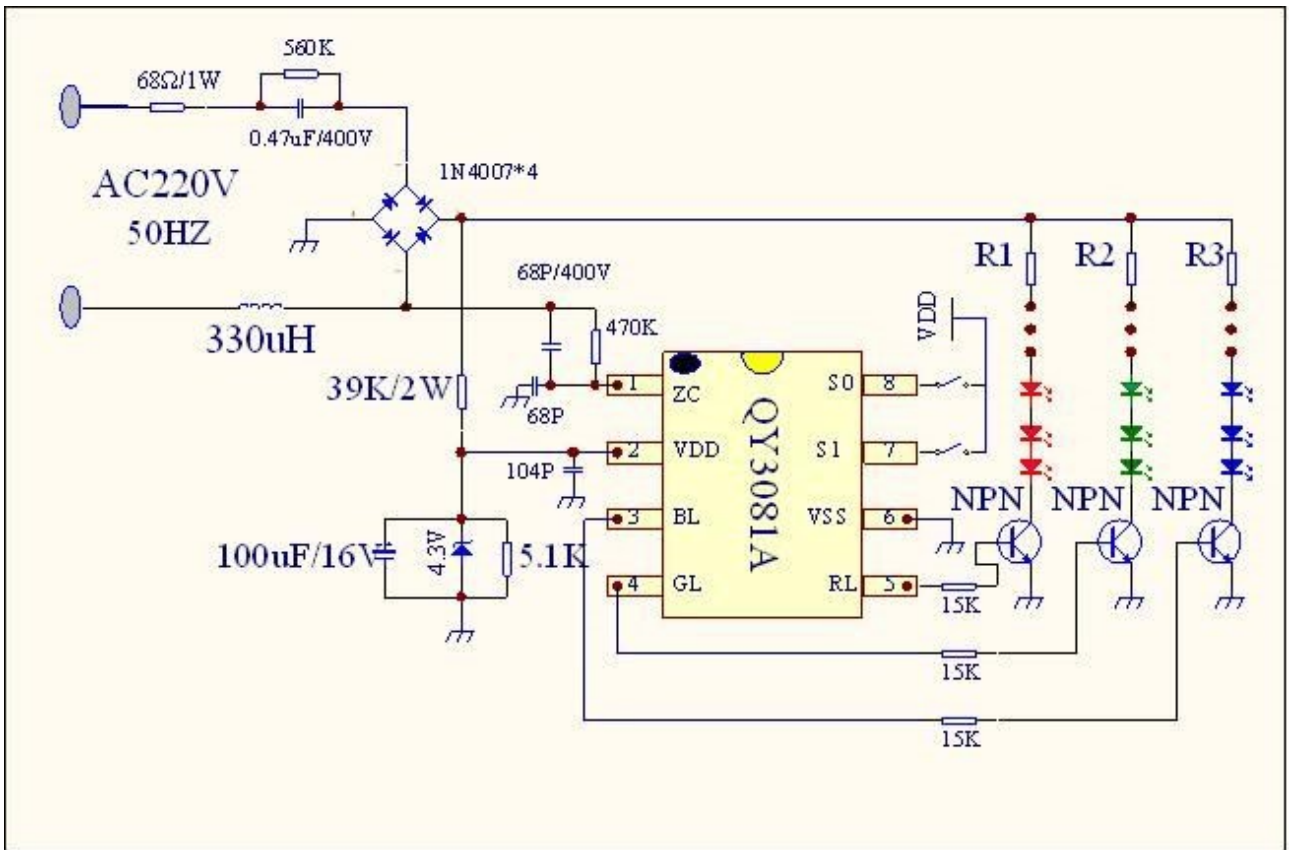 560K
68Ω/1W
0.47uF/400V
1N4007*4
AC220V
50HZ
68P/400V
R1
R2
R3
VDD
330uH
470K
39K/2W
1
ZC
S0
8
68P
QY3081A
2
VDD
S1
7
104P
NPN
NPN
NPN
3
BL
VSS
6
100uF/16V
4.3V
5.1K
4
GL
RL
5
15K
15K
15K